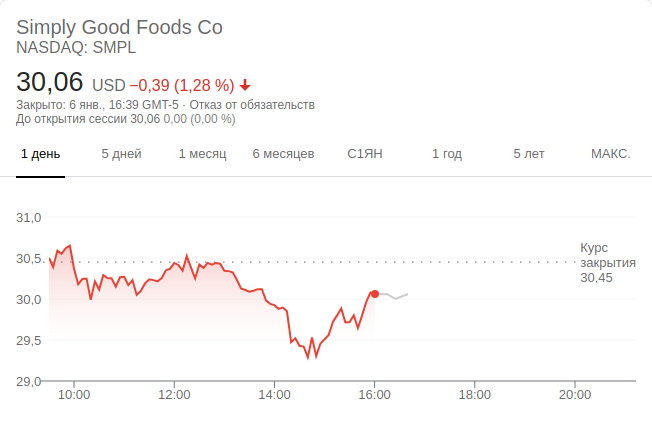 Simply Good Foods Co
NASDAQ: SMPL
30,06 USD −0,39 (1,28 %)
Закрыто: 6 янв., 16:39 GMT-5 · Отказ от обязательств
До открытия сессии 30,06 0,00 (0,00 %)
1 день 5 дней 1 месяц 6 месяцев С1ЯН 1 год 5 лет МАКС.
31,0
30,5
30,0
29,5
29,0
Курс
закрытия
30,45
10:00 12:00 14:00 16:00 18:00 20:00